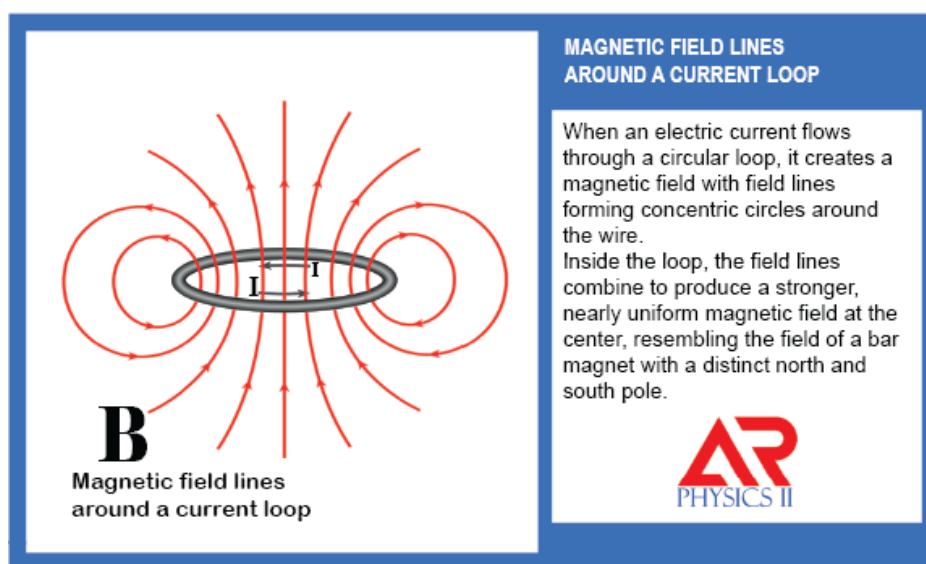 MAGNETIC FIELD LINES
AROUND A CURRENT LOOP
When an electric current flows
through a circular loop, it creates a
magnetic field with field lines
forming concentric circles around
the wire.
Inside the loop, the field lines
combine to produce a stronger,
nearly uniform magnetic field at the
center, resembling the field of a bar
magnet with a distinct north and
south pole.
I
I
B
Magnetic field lines
around a current loop
AR
PHYSICS II